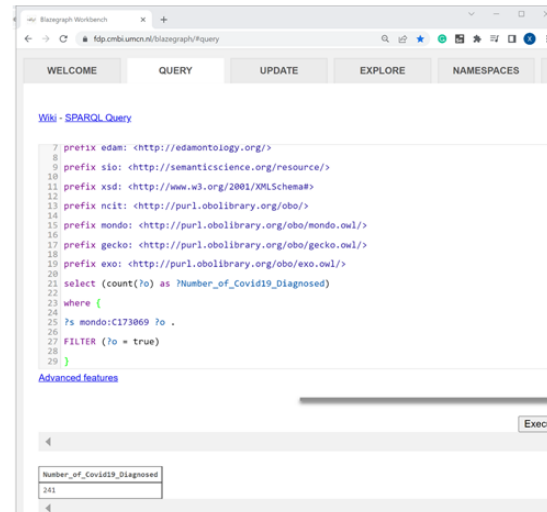 Blazegraph Workbench
fdp.cmbi.umcn.nl/blazegraph/#query
WELCOME QUERY UPDATE EXPLORE NAMESPACES
Wiki - SPARQL Query
7 prefix edam: <http://edamontology.org/>
8
9 prefix sio: <http://semanticscience.org/resource/>
10
11 prefix xsd: <http://www.w3.org/2001/XMLSchema#>
12
13 prefix ncit: <http://purl.obolibrary.org/obo/>
14
15 prefix mondo: <http://purl.obolibrary.org/obo/mondo.owl/>
16
17 prefix gecko: <http://purl.obolibrary.org/obo/gecko.owl/>
18
19 prefix exo: <http://purl.obolibrary.org/obo/exo.owl/>
20
21 select (count(?o) as ?Number_of_Covid19_Diagnosed)
22
23 where {
24
25 ?s mondo:C173069 ?o .
26
27 FILTER (?o = true)
28
29 }
Advanced features
Execu
Number_of_Covid19_Diagnosed
241